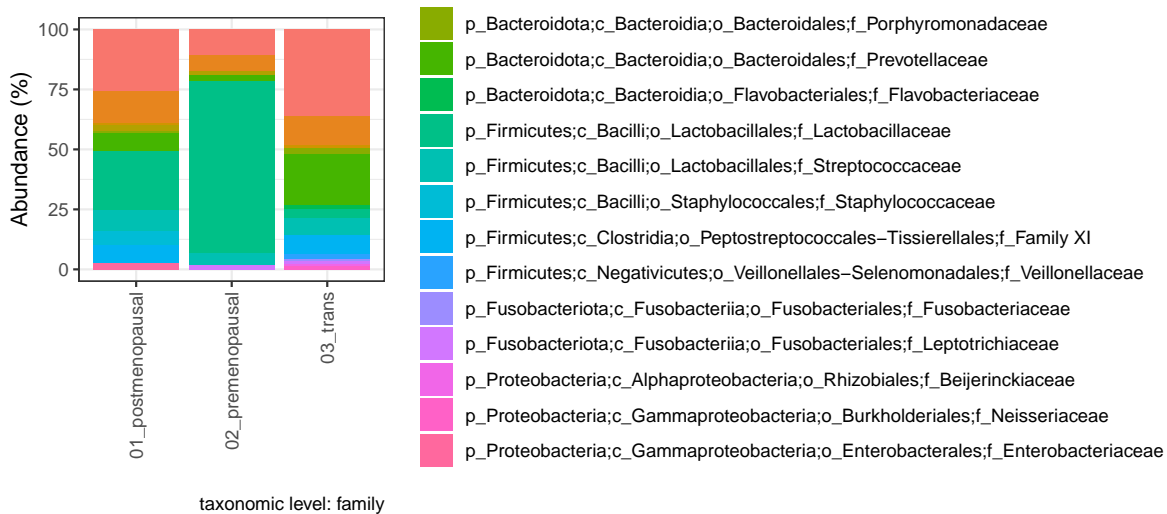 Abundance (%)
100
75
50
25
0
01_postmenopausal
02_premenopausal
03_trans
taxonomic level: family
p_Bacteroidota;c_Bacteroidia;o_Bacteroidales;f_Porphyromonadaceae
p_Bacteroidota;c_Bacteroidia;o_Bacteroidales;f_Prevotellaceae
p_Bacteroidota;c_Bacteroidia;o_Flavobacteriales;f_Flavobacteriaceae
p_Firmicutes;c_Bacilli;o_Lactobacillales;f_Lactobacillaceae
p_Firmicutes;c_Bacilli;o_Lactobacillales;f_Streptococcaceae
p_Firmicutes;c_Bacilli;o_Staphylococcales;f_Staphylococcaceae
p_Firmicutes;c_Clostridia;o_Peptostreptococcales−Tissierellales;f_Family XI
p_Firmicutes;c_Negativicutes;o_Veillonellales−Selenomonadales;f_Veillonellaceae
p_Fusobacteriota;c_Fusobacteriia;o_Fusobacteriales;f_Fusobacteriaceae
p_Fusobacteriota;c_Fusobacteriia;o_Fusobacteriales;f_Leptotrichiaceae
p_Proteobacteria;c_Alphaproteobacteria;o_Rhizobiales;f_Beijerinckiaceae
p_Proteobacteria;c_Gammaproteobacteria;o_Burkholderiales;f_Neisseriaceae
p_Proteobacteria;c_Gammaproteobacteria;o_Enterobacterales;f_Enterobacteriaceae